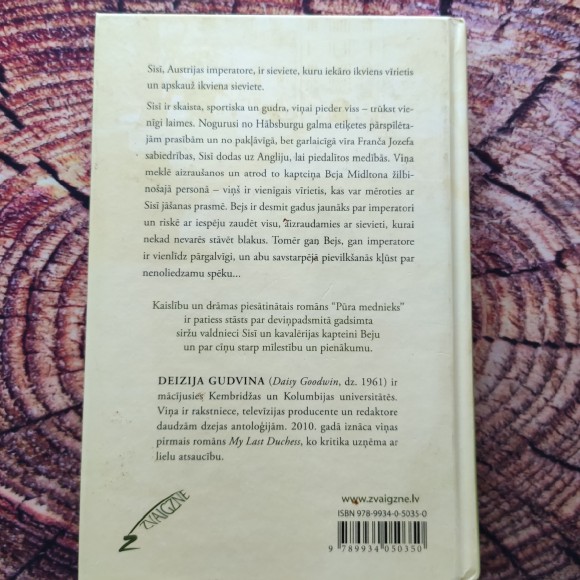 Sisī, Austrijas imperatore, ir sieviete, kuru iekāro ikviens vīrietis
un apskauž ikviena sieviete.
Sisī ir skaista, sportiska un gudra, viņai pieder viss – trūkst vie-
nīgi laimes. Nogurusi no Hābsburgu galma etiķetes pārspīlēta-
jām prasībām un no pakļāvīgā, bet garlaicīgā vīra Franča Jozefa
sabiedrības, Sisī dodas uz Angliju, lai piedalītos medībās. Viņa
meklē aizraušanos un atrod to kapteiņa Beja Midltona žilbi-
nošajā personā – viņš ir vienīgais vīrietis, kas var mēroties ar
Sisī jāšanas prasmē. Bejs ir desmit gadus jaunāks par imperatori
un riskē ar iespēju zaudēt visu, aizraudamies ar sievieti, kurai
nekad nevarēs stāvēt blakus. Tomēr gan Bejs, gan imperatore
ir vienlīdz pārgalvīgi, un abu savstarpējā pievilkšanās kļūst par
nenoliedzamu spēku...
Kaislību un drāmas piesātinātais romāns "Pūra mednieks"
ir patiess stāsts par deviņpadsmitā gadsimta
siržu valdnieci Sisī un kavalērijas kapteini Beju
un par cīņu starp mīlestību un pienākumu.
DEIZIJA GUDVINA (Daisy Goodwin, dz. 1961) ir
mācījusies Kembridžas un Kolumbijas universitātēs.
Viņa ir rakstniece, televīzijas producente un redaktore
daudzām dzejas antoloģijām. 2010. gadā iznāca viņas
pirmais romāns My Last Duchess, ko kritika uzņēma ar
lielu atsaucību.
ZVAIGZNE
www.zvaigzne.lv
ISBN 978-9934-0-5035-0
9 789934 050350